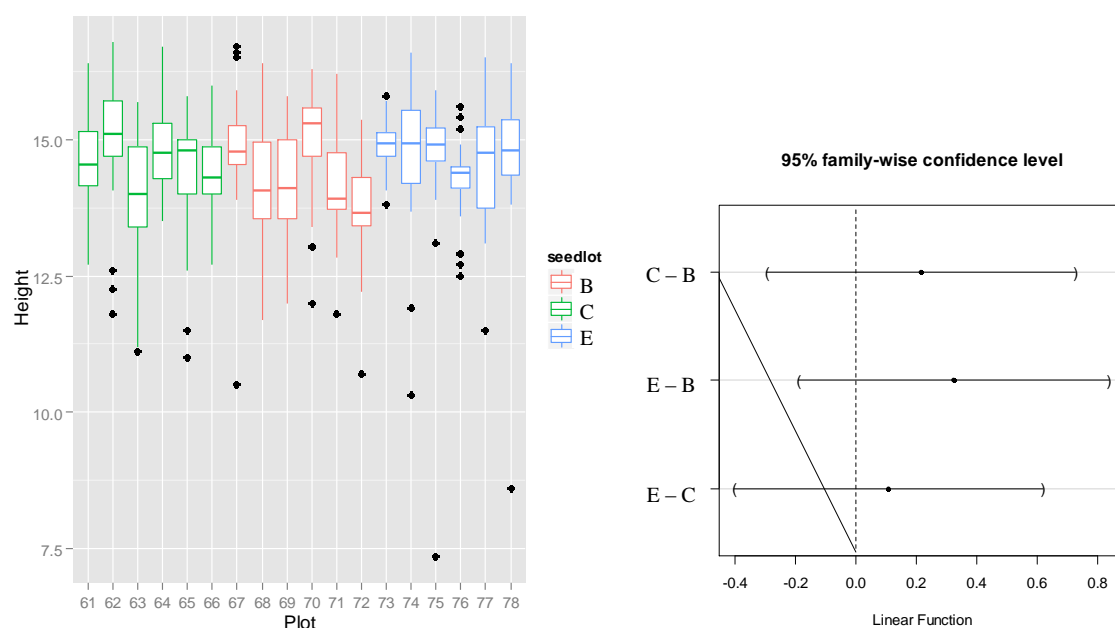 Height
15.0
12.5
10.0
7.5
61 62 63 64 65 66 67 68 69 70 71 72 73 74 75 76 77 78
Plot
seedlot
B
C
E
95% family-wise confidence level
C – B
E – B
E – C
-0.4 -0.2 0.0 0.2 0.4 0.6 0.8
Linear Function